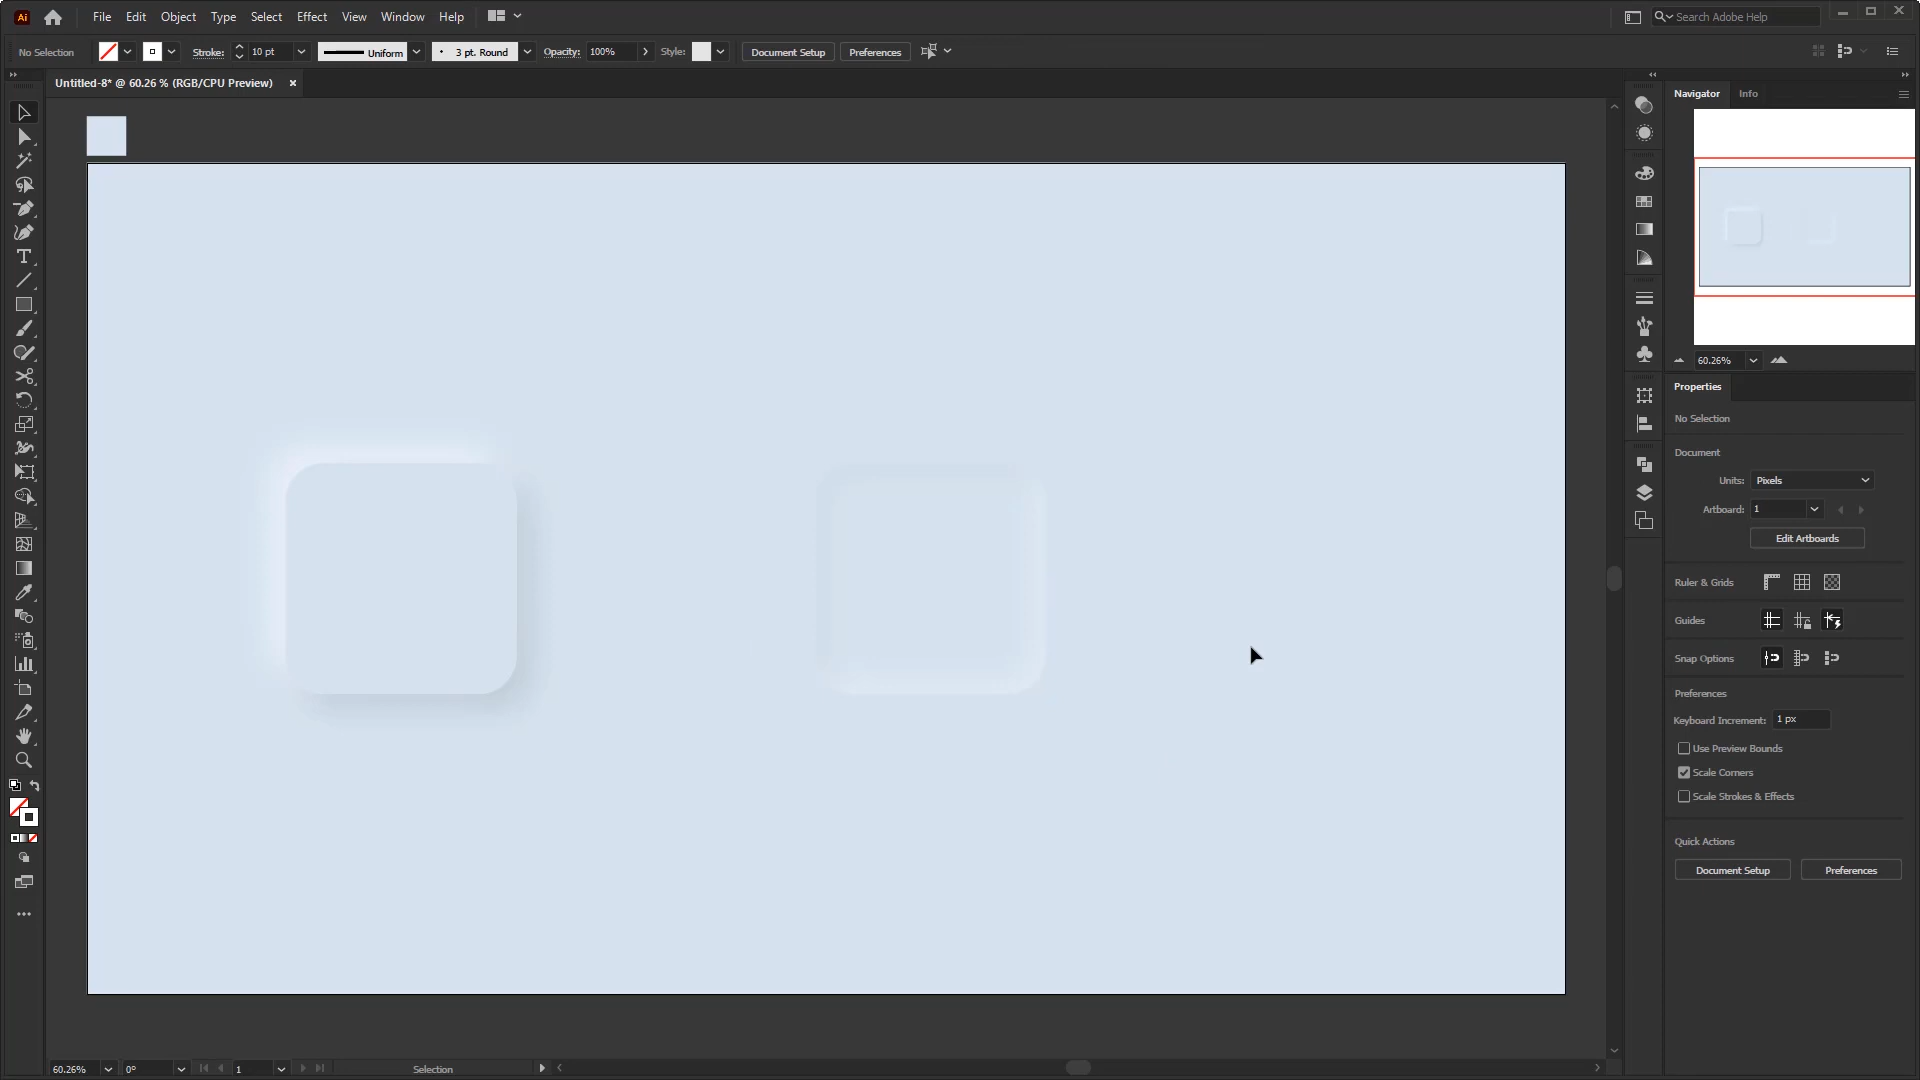 Ai File Edit Object Type Select Effect View Window Help Search Adobe Help
No Selection Stroke: 10 pt Uniform 3 pt. Round Opacity: 100% Style: Document Setup Preferences
Untitled-8* @ 60.26 % (RGB/CPU Preview)
Navigator Info
60.26%
Properties
No Selection
Document
Units: Pixels
Artboard: 1
Edit Artboards
Ruler & Grids
Guides
Snap Options
Preferences
Keyboard Increment: 1 px
Use Preview Bounds
Scale Corners
Scale Strokes & Effects
Quick Actions
Document Setup Preferences
60.26% 0° 1 Selection